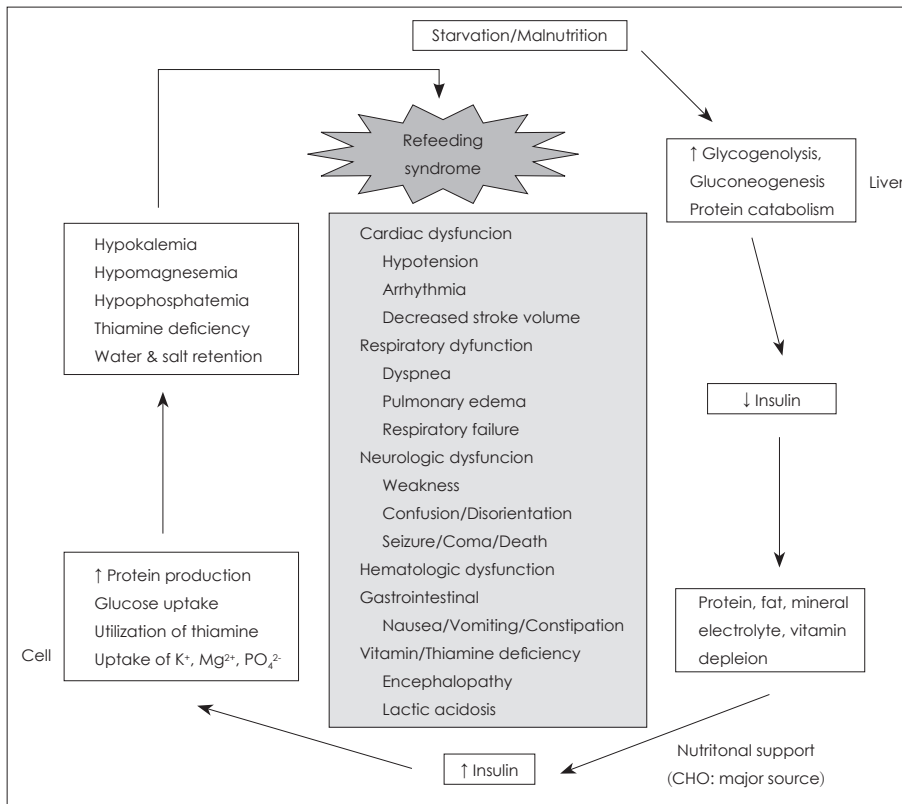 Starvation/Malnutrition
Refeeding
syndrome
↑ Glycogenolysis,
Gluconeogenesis
Protein catabolism
Liver
Hypokalemia
Hypomagnesemia
Hypophosphatemia
Thiamine deficiency
Water & salt retention
Cardiac dysfuncion
Hypotension
Arrhythmia
Decreased stroke volume
Respiratory dyfunction
Dyspnea
Pulmonary edema
Respiratory failure
Neurologic dysfuncion
Weakness
Confusion/Disorientation
Seizure/Coma/Death
Hematologic dysfunction
Gastrointestinal
Nausea/Vomiting/Constipation
Vitamin/Thiamine deficiency
Encephalopathy
Lactic acidosis
↓ Insulin
↑ Protein production
Glucose uptake
Utilization of thiamine
Uptake of K⁺, Mg²⁺, PO₄²⁻
Cell
Protein, fat, mineral
electrolyte, vitamin
depleion
↑ Insulin
Nutritonal support
(CHO: major source)